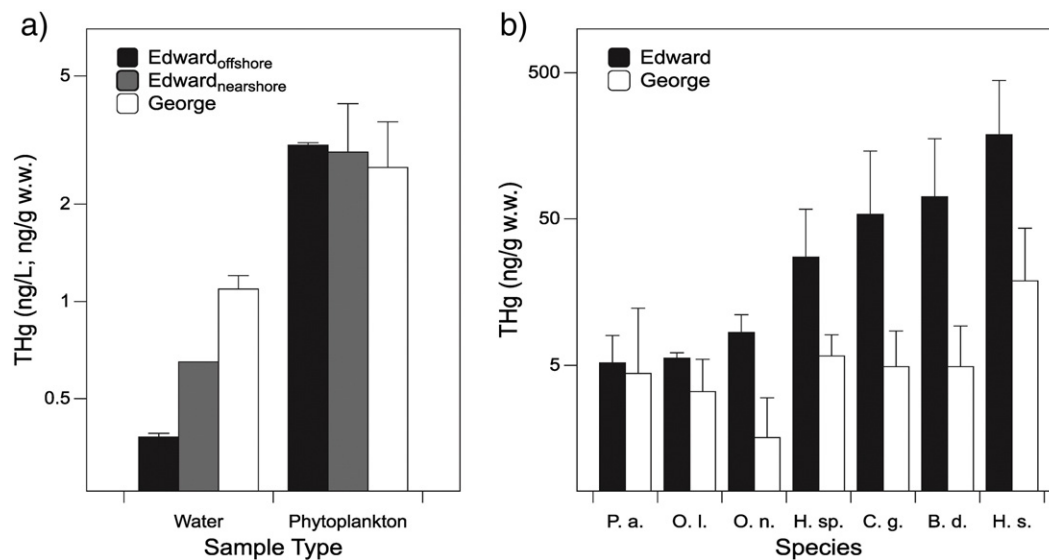 a)
Edward offshore
Edward nearshore
George
5
2
1
0.5
THg (ng/L; ng/g w.w.)
Water Phytoplankton
Sample Type
b)
Edward
George
500
50
5
THg (ng/g w.w.)
P. a. O. l. O. n. H. sp. C. g. B. d. H. s.
Species